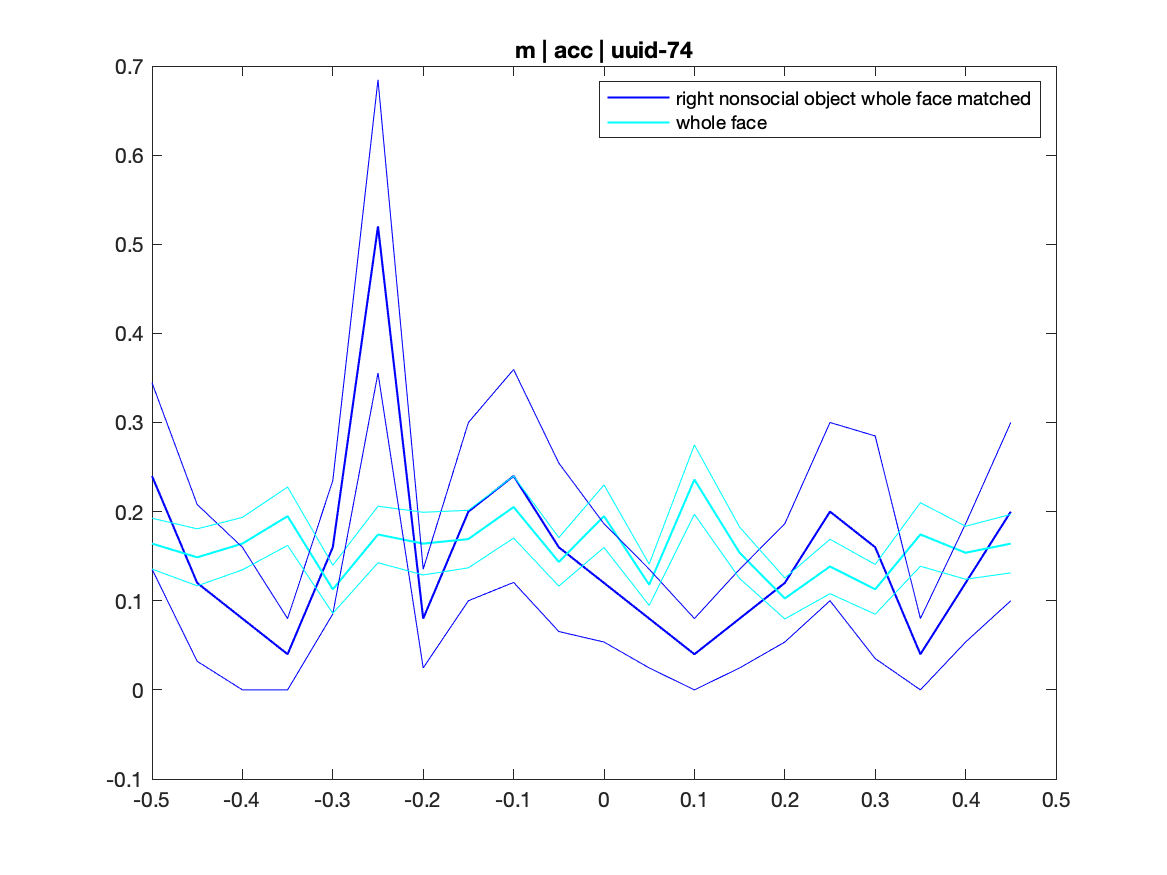 m | acc | uuid-74
right nonsocial object whole face matched
whole face
0.7
0.6
0.5
0.4
0.3
0.2
0.1
0
-0.1
-0.5 -0.4 -0.3 -0.2 -0.1 0 0.1 0.2 0.3 0.4 0.5